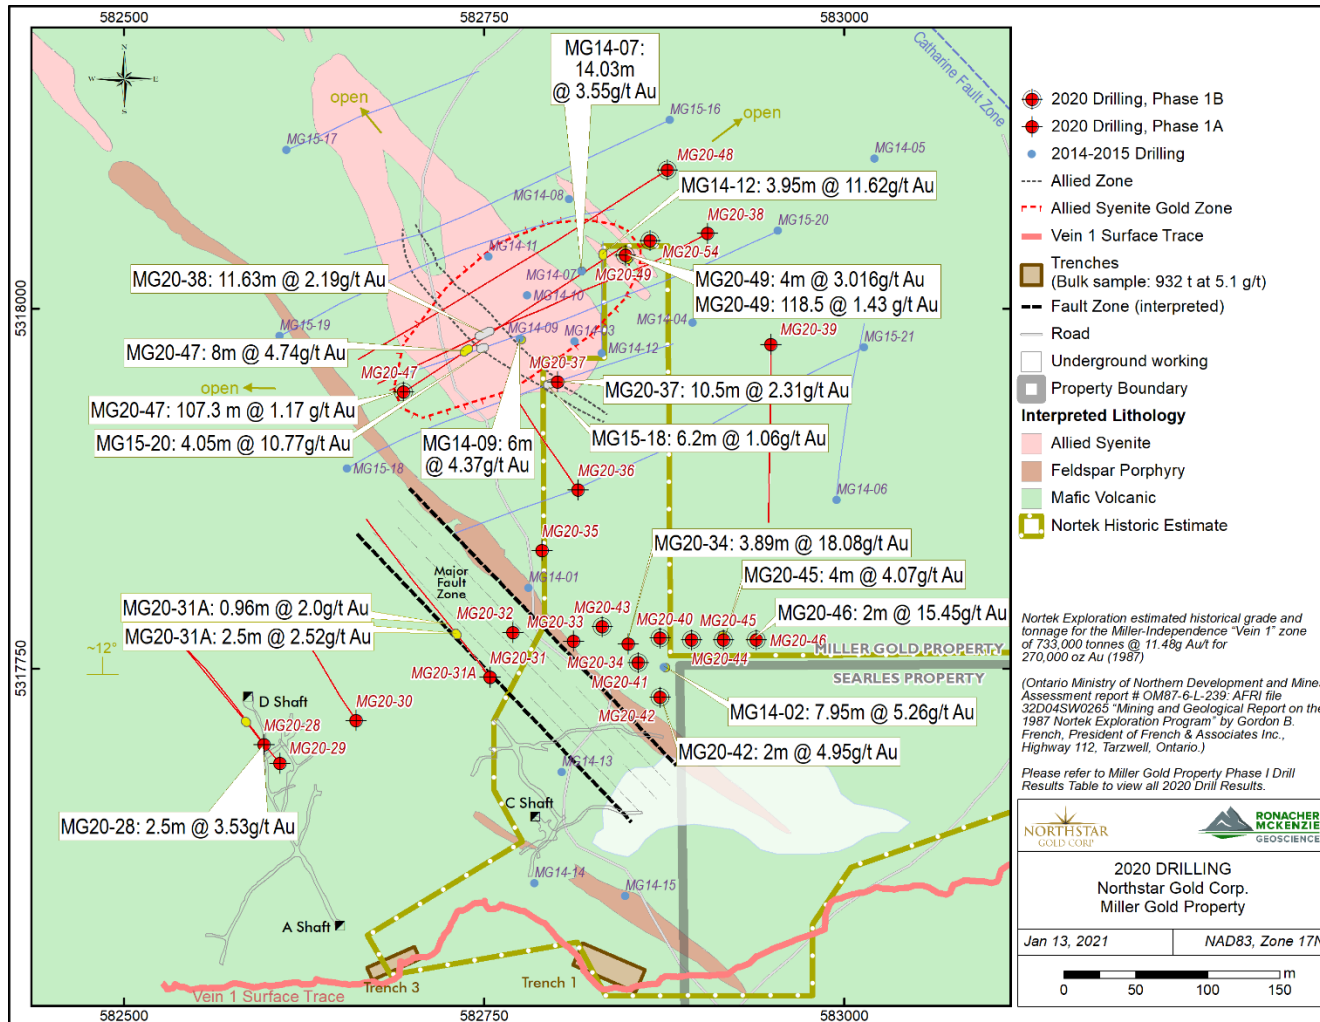 582500
582750
583000
5318000
5317750
582500
582750
583000
N
W
E
S
open
open
open
~12°
Catharine Fault Zone
MG14-07:
14.03m
@ 3.55g/t Au
MG15-16
MG15-17
MG14-05
MG20-48
MG14-12: 3.95m @ 11.62g/t Au
MG14-08
MG20-38
MG15-20
MG20-54
MG14-11
MG14-07
MG20-49
MG20-49: 4m @ 3.016g/t Au
MG20-49: 118.5 @ 1.43 g/t Au
MG20-38: 11.63m @ 2.19g/t Au
MG14-10
MG15-19
MG14-09
MG14-03
MG14-04
MG14-12
MG20-39
MG15-21
MG20-47: 8m @ 4.74g/t Au
MG20-47
MG20-37
MG20-37: 10.5m @ 2.31g/t Au
MG20-47: 107.3 m @ 1.17 g/t Au
MG15-20: 4.05m @ 10.77g/t Au
MG14-09: 6m
@ 4.37g/t Au
MG15-18: 6.2m @ 1.06g/t Au
MG15-18
MG20-36
MG14-06
MG20-35
MG20-34: 3.89m @ 18.08g/t Au
MG20-45: 4m @ 4.07g/t Au
MG20-46: 2m @ 15.45g/t Au
Major
Fault
Zone
MG14-01
MG20-31A: 0.96m @ 2.0g/t Au
MG20-31A: 2.5m @ 2.52g/t Au
MG20-32
MG20-33
MG20-43
MG20-40
MG20-45
MG20-46
MG20-31
MG20-34
MG20-44
MILLER GOLD PROPERTY
SEARLES PROPERTY
MG20-31A
MG20-41
MG20-42
MG14-02: 7.95m @ 5.26g/t Au
MG20-42: 2m @ 4.95g/t Au
D Shaft
MG20-30
MG20-28
MG20-29
MG20-28: 2.5m @ 3.53g/t Au
MG14-13
C Shaft
MG14-14
MG14-15
A Shaft
Trench 3
Trench 1
Vein 1 Surface Trace
2020 Drilling, Phase 1B
2020 Drilling, Phase 1A
2014-2015 Drilling
Allied Zone
Allied Syenite Gold Zone
Vein 1 Surface Trace
Trenches
(Bulk sample: 932 t at 5.1 g/t)
Fault Zone (interpreted)
Road
Underground working
Property Boundary
Interpreted Lithology
Allied Syenite
Feldspar Porphyry
Mafic Volcanic
Nortek Historic Estimate
Nortek Exploration estimated historical grade and
tonnage for the Miller-Independence "Vein 1" zone
of 733,000 tonnes @ 11.48g Au/t for
270,000 oz Au (1987)
(Ontario Ministry of Northern Development and Mines
Assessment report # OM87-6-L-239: AFRI file
32D04SW0265 "Mining and Geological Report on the
1987 Nortek Exploration Program" by Gordon B.
French, President of French & Associates Inc.,
Highway 112, Tarzwell, Ontario.)
Please refer to Miller Gold Property Phase I Drill
Results Table to view all 2020 Drill Results.
NORTHSTAR
GOLD CORP
RONACHER
MCKENZIE
GEOSCIENCE
2020 DRILLING
Northstar Gold Corp.
Miller Gold Property
Jan 13, 2021
NAD83, Zone 17N
0 50 100 150 m